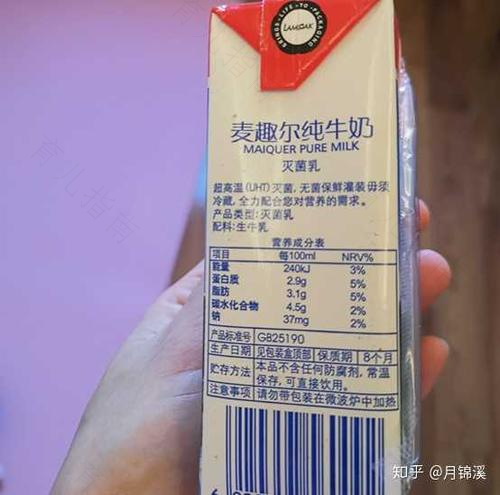 BRINGS·LIFE·TO·PACKAGING
LAMIPAK
麦趣尔纯牛奶
MAIQUER PURE MILK
灭菌乳
超高温(UHT)灭菌,无菌保鲜灌装毋须
冷藏,全力配合您对营养的需求。
产品类型:灭菌乳
配料:生牛乳
营养成分表
项目 每100ml NRV%
能量 240kJ 3%
蛋白质 2.9g 5%
脂肪 3.1g 5%
碳水化合物 4.5g 2%
钠 37mg 2%
产品标准号 GB25190
生产日期 见包装盒顶部 保质期 8个月
贮存方法 本品不含任何防腐剂,常温
保存,可直接饮用。
注意事项 请勿带包装在微波炉中加热
知乎 @月锦溪